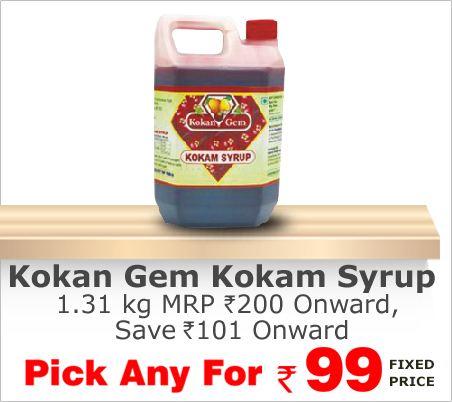 Kokan Gem
KOKAM SYRUP
Kokan Gem Kokam Syrup
1.31 kg MRP ₹200 Onward,
Save ₹101 Onward
Pick Any For ₹ 99 FIXED
PRICE